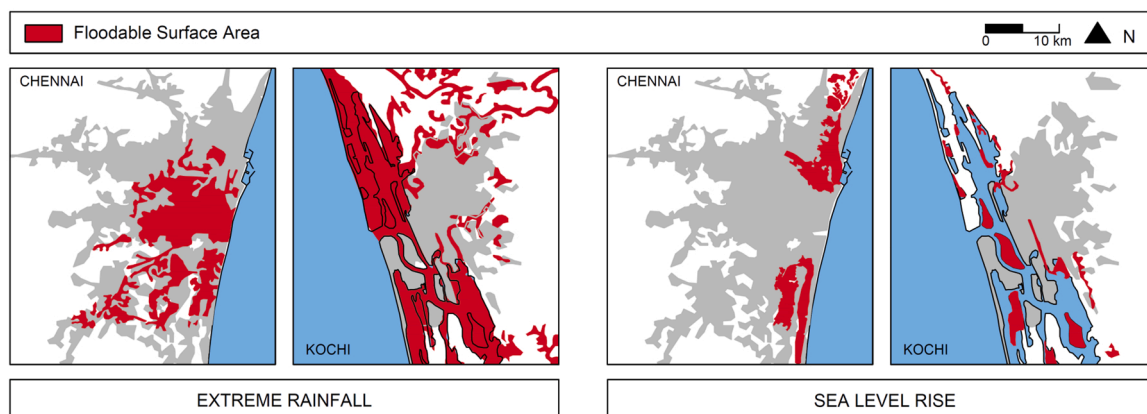 Floodable Surface Area
0 10 km N
CHENNAI
KOCHI
CHENNAI
KOCHI
EXTREME RAINFALL
SEA LEVEL RISE